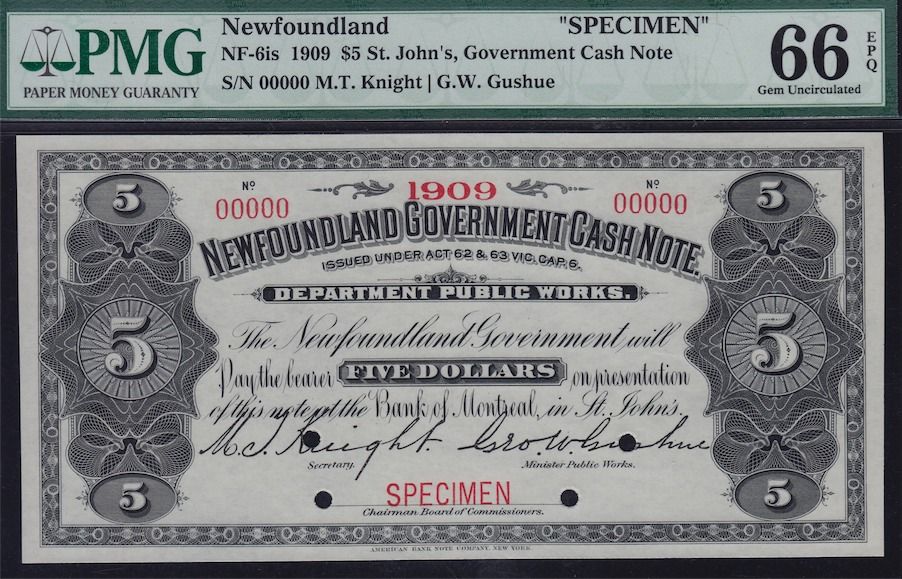 PMG
PAPER MONEY GUARANTY
Newfoundland "SPECIMEN"
NF-6is 1909 $5 St. John's, Government Cash Note
S/N 00000 M.T. Knight | G.W. Gushue
66 EPQ
Gem Uncirculated
5 5
Nº 1909 Nº
00000 00000
NEWFOUNDLAND GOVERNMENT CASH NOTE.
ISSUED UNDER ACT 62 & 63 VIC. CAP. 6.
DEPARTMENT PUBLIC WORKS.
5 5
The Newfoundland Government will
Pay the bearer FIVE DOLLARS on presentation
of this note at the Bank of Montreal, in St. John's.
M. T. Knight. Geo. W. Gushue
Secretary. Minister Public Works.
5 SPECIMEN 5
Chairman Board of Commissioners.
AMERICAN BANK NOTE COMPANY, NEW YORK.